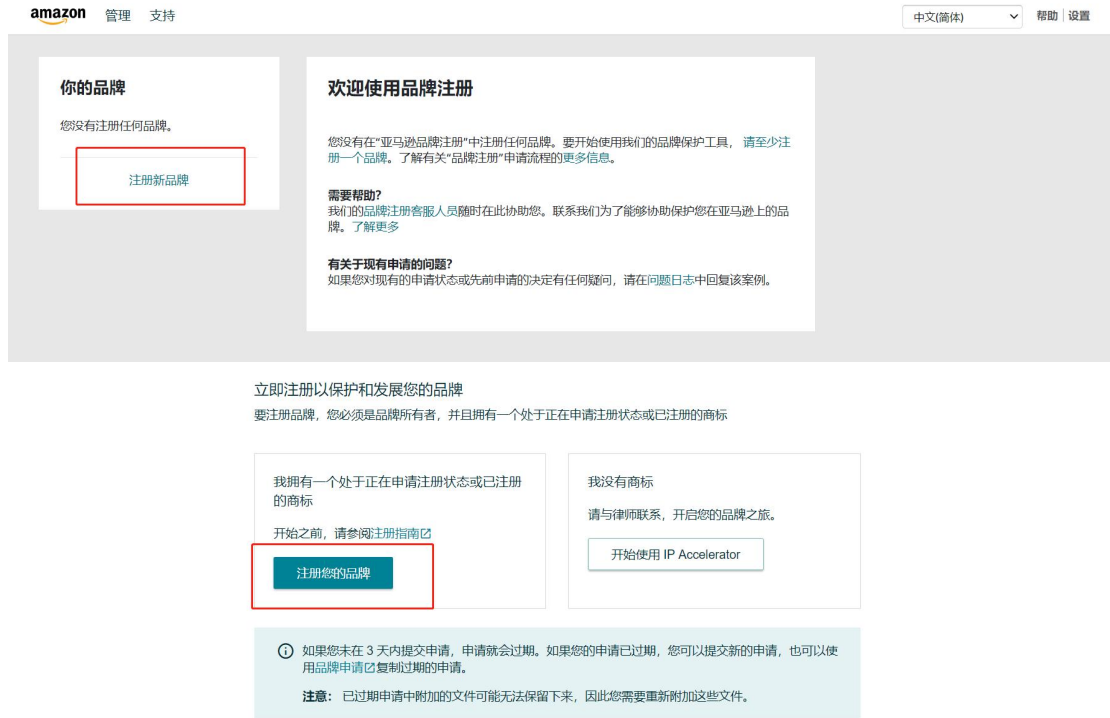 amazon 管理 支持 中文(简体) 帮助 设置
你的品牌
您没有注册任何品牌。
注册新品牌
欢迎使用品牌注册
您没有在“亚马逊品牌注册”中注册任何品牌。要开始使用我们的品牌保护工具， 请至少注
册一个品牌。了解有关“品牌注册”申请流程的更多信息。
需要帮助?
我们的品牌注册客服人员随时在此协助您。联系我们为了能够协助保护您在亚马逊上的品
牌。了解更多
有关于现有申请的问题?
如果您对现有的申请状态或先前申请的决定有任何疑问，请在问题日志中回复该案例。
立即注册以保护和发展您的品牌
要注册品牌，您必须是品牌所有者，并且拥有一个处于正在申请注册状态或已注册的商标
我拥有一个处于正在申请注册状态或已注册
的商标
开始之前，请参阅注册指南
注册您的品牌
我没有商标
请与律师联系，开启您的品牌之旅。
开始使用 IP Accelerator
如果您未在 3 天内提交申请，申请就会过期。如果您的申请已过期，您可以提交新的申请，也可以使
用品牌申请复制过期的申请。
注意： 已过期申请中附加的文件可能无法保留下来，因此您需要重新附加这些文件。